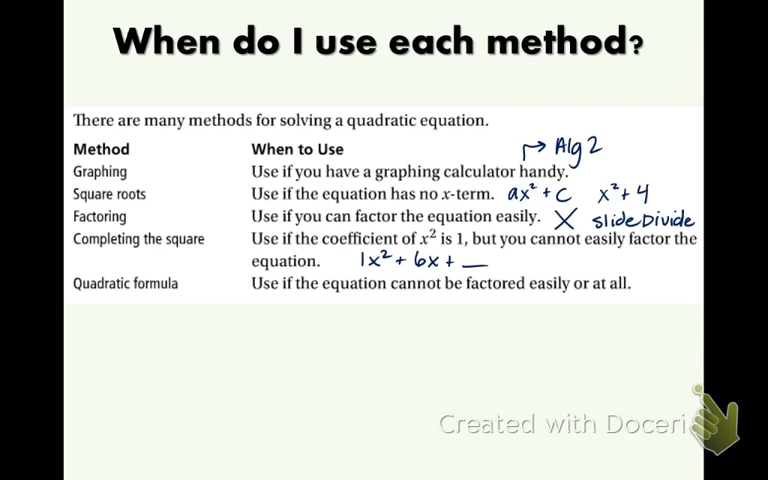 When do I use each method?
There are many methods for solving a quadratic equation.
→ Alg 2
Method When to Use
Graphing Use if you have a graphing calculator handy.
Square roots Use if the equation has no x-term. ax² + c x² + 4
Factoring Use if you can factor the equation easily. X slide Divide
Completing the square Use if the coefficient of x² is 1, but you cannot easily factor the
equation. 1x² + 6x + __
Quadratic formula Use if the equation cannot be factored easily or at all.
Created with Doceri